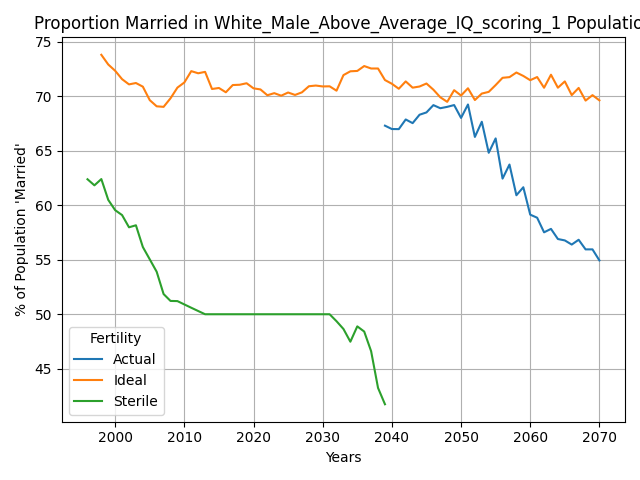 Proportion Married in White_Male_Above_Average_IQ_scoring_1 Populatio
75
70
65
60
55
50
45
% of Population 'Married'
Fertility
Actual
Ideal
Sterile
2000 2010 2020 2030 2040 2050 2060 2070
Years